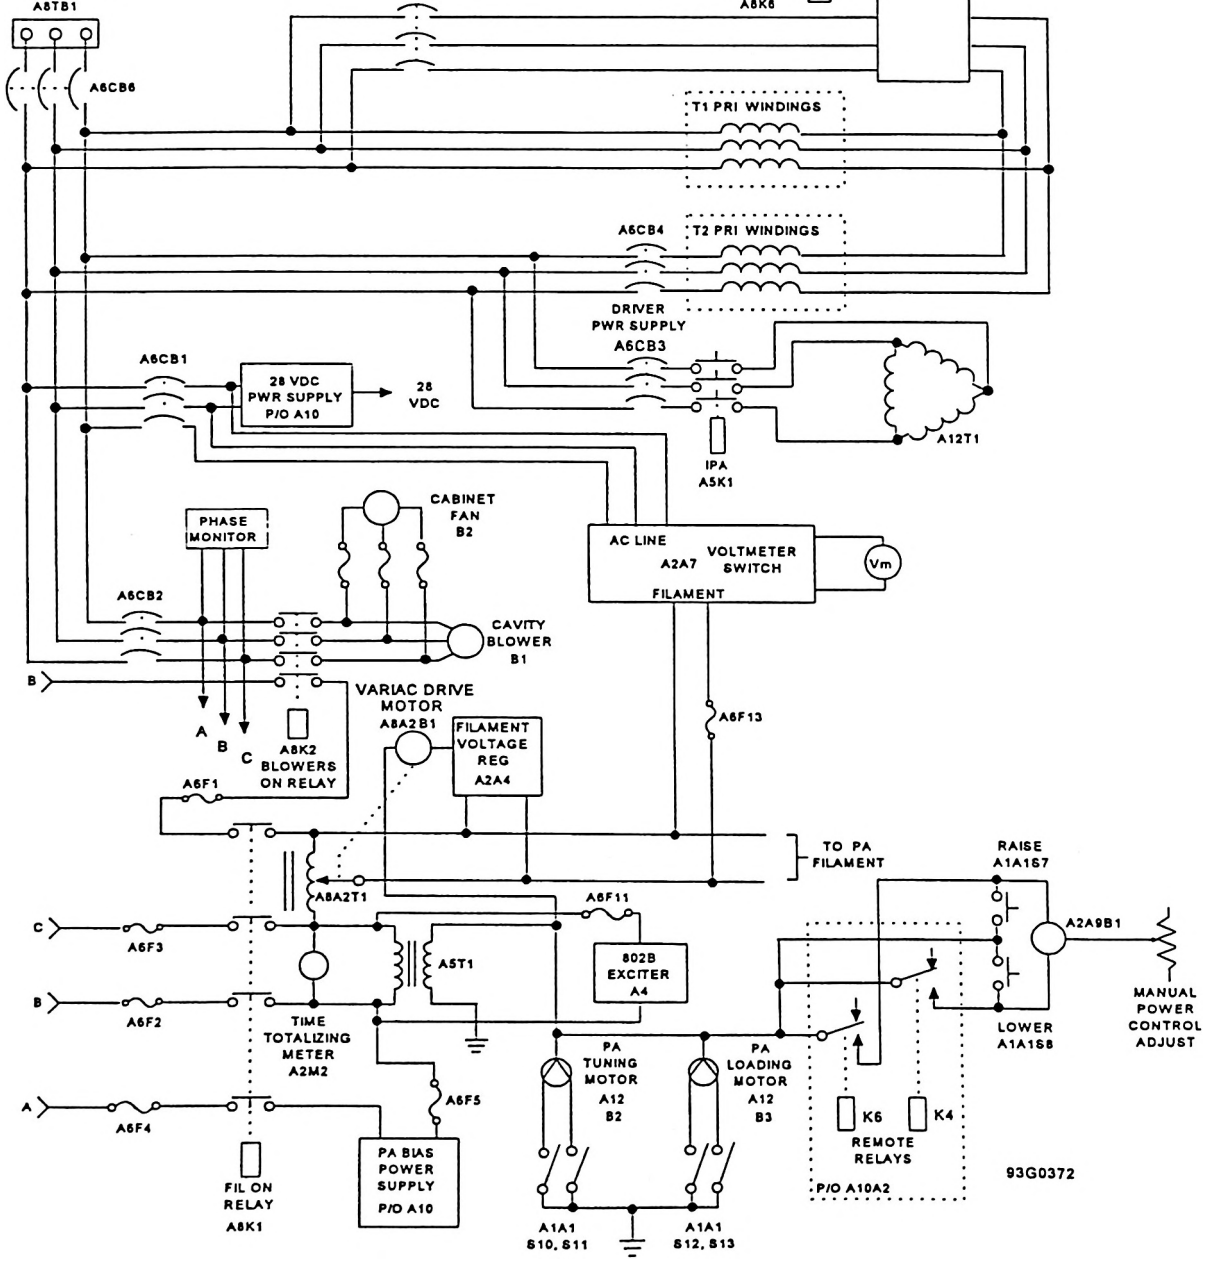 A8TB1
A8K6
A6CB6
T1 PRI WINDINGS
A6CB4
T2 PRI WINDINGS
DRIVER
PWR SUPPLY
A6CB3
A6CB1
28 VDC
PWR SUPPLY
P/O A10
28
VDC
A12T1
IPA
A5K1
CABINET
FAN
B2
PHASE
MONITOR
AC LINE
A2A7
VOLTMETER
SWITCH
FILAMENT
Vm
A6CB2
CAVITY
BLOWER
B1
B
A
B
C
A8K2
BLOWERS
ON RELAY
VARIAC DRIVE
MOTOR
A8A2B1
FILAMENT
VOLTAGE
REG
A2A4
A6F13
A6F1
TO PA
FILAMENT
RAISE
A1A1S7
A8A2T1
A6F11
A2A9B1
C
A6F3
A5T1
802B
EXCITER
A4
B
A6F2
TIME
TOTALIZING
METER
A2M2
MANUAL
POWER
CONTROL
ADJUST
LOWER
A1A1S8
PA
TUNING
MOTOR
A12
B2
PA
LOADING
MOTOR
A12
B3
A
A6F4
A6F5
K6
K4
REMOTE
RELAYS
P/O A10A2
PA BIAS
POWER
SUPPLY
P/O A10
FIL ON
RELAY
A8K1
A1A1
S10, S11
A1A1
S12, S13
93G0372